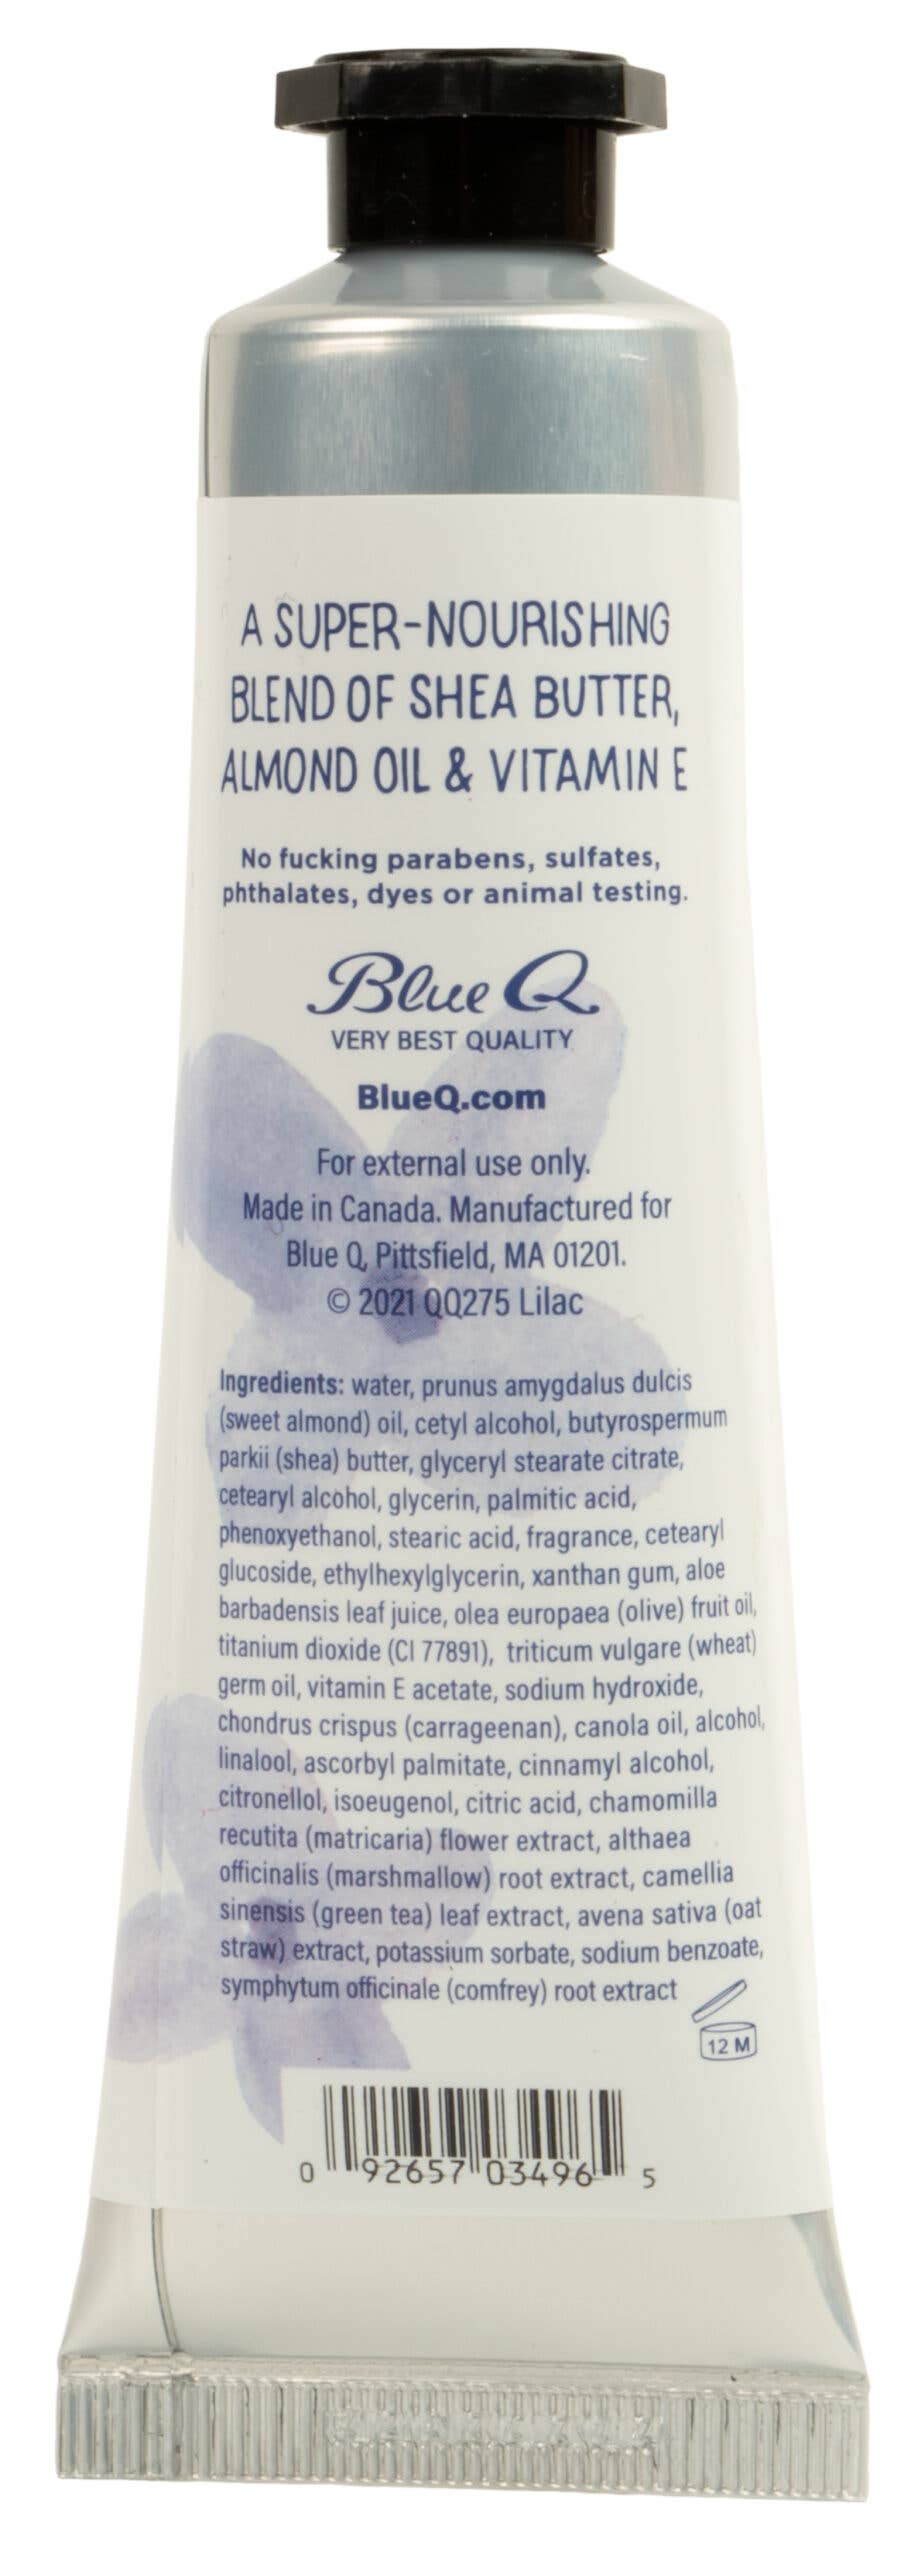 A SUPER-NOURISHING
BLEND OF SHEA BUTTER,
ALMOND OIL & VITAMIN E
No fucking parabens, sulfates,
phthalates, dyes or animal testing.
Blue Q
VERY BEST QUALITY
BlueQ.com
For external use only.
Made in Canada. Manufactured for
Blue Q, Pittsfield, MA 01201.
© 2021 QQ275 Lilac
Ingredients: water, prunus amygdalus dulcis
(sweet almond) oil, cetyl alcohol, butyrospermum
parkii (shea) butter, glyceryl stearate citrate,
cetearyl alcohol, glycerin, palmitic acid,
phenoxyethanol, stearic acid, fragrance, cetearyl
glucoside, ethylhexylglycerin, xanthan gum, aloe
barbadensis leaf juice, olea europaea (olive) fruit oil,
titanium dioxide (CI 77891), triticum vulgare (wheat)
germ oil, vitamin E acetate, sodium hydroxide,
chondrus crispus (carrageenan), canola oil, alcohol,
linalool, ascorbyl palmitate, cinnamyl alcohol,
citronellol, isoeugenol, citric acid, chamomilla
recutita (matricaria) flower extract, althaea
officinalis (marshmallow) root extract, camellia
sinensis (green tea) leaf extract, avena sativa (oat
straw) extract, potassium sorbate, sodium benzoate,
symphytum officinale (comfrey) root extract
12 M
0 92657 03496 5